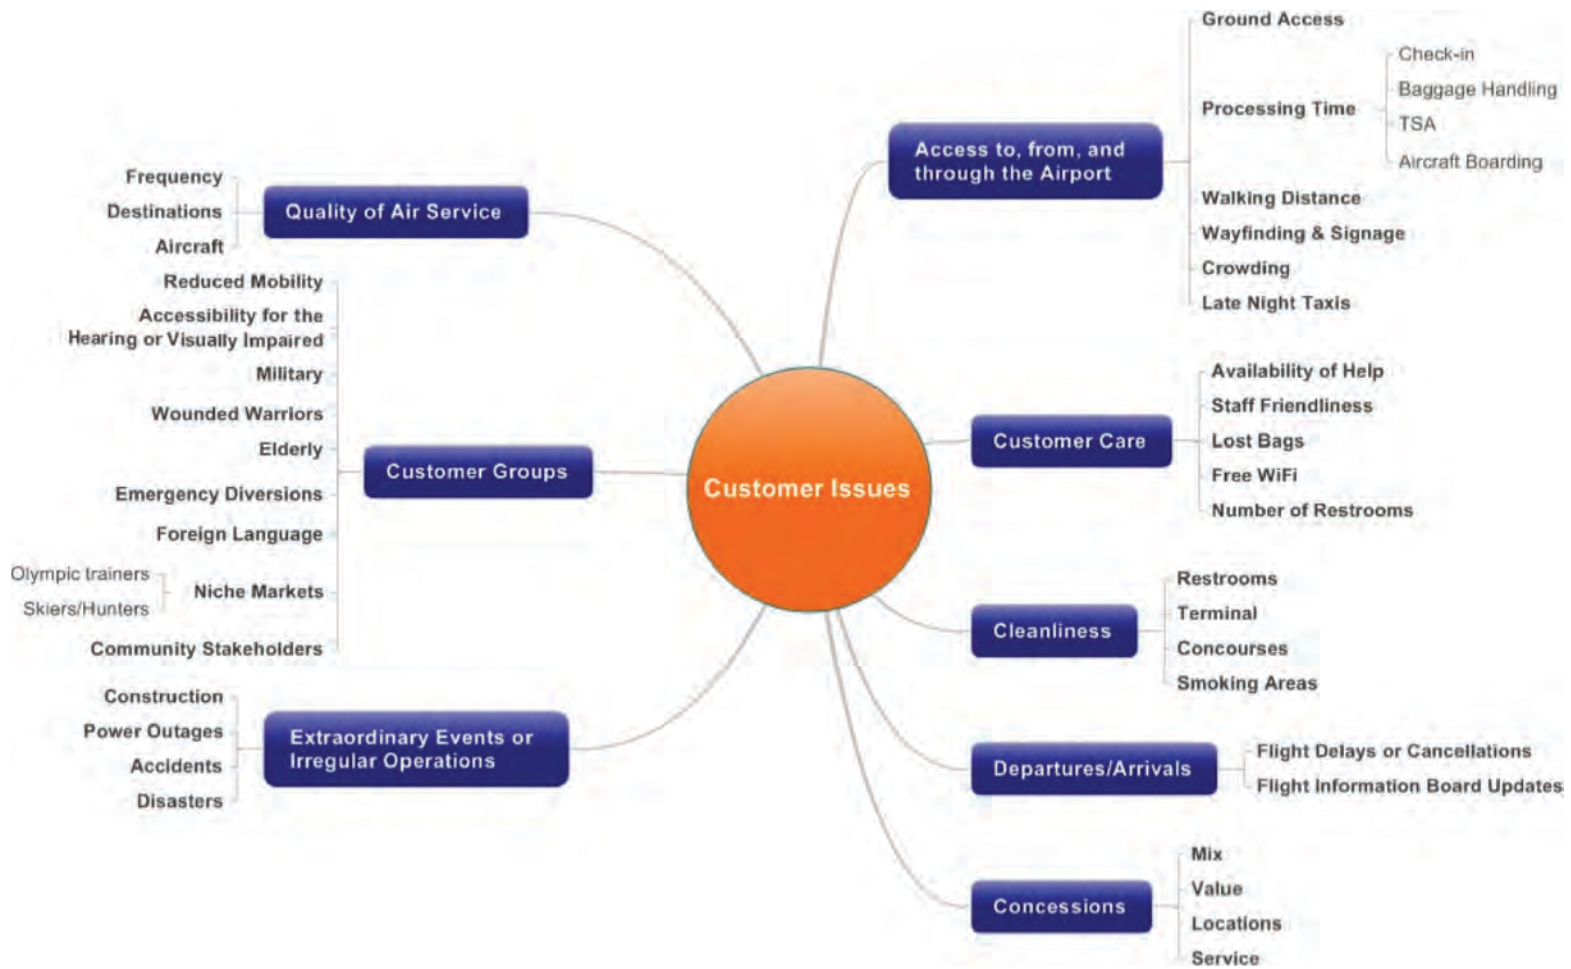 Customer Issues
Access to, from, and
through the Airport
Ground Access
Processing Time
Check-in
Baggage Handling
TSA
Aircraft Boarding
Walking Distance
Wayfinding & Signage
Crowding
Late Night Taxis
Customer Care
Availability of Help
Staff Friendliness
Lost Bags
Free WiFi
Number of Restrooms
Cleanliness
Restrooms
Terminal
Concourses
Smoking Areas
Departures/Arrivals
Flight Delays or Cancellations
Flight Information Board Updates
Concessions
Mix
Value
Locations
Service
Quality of Air Service
Frequency
Destinations
Aircraft
Customer Groups
Reduced Mobility
Accessibility for the
Hearing or Visually Impaired
Military
Wounded Warriors
Elderly
Emergency Diversions
Foreign Language
Niche Markets
Olympic trainers
Skiers/Hunters
Community Stakeholders
Extraordinary Events or
Irregular Operations
Construction
Power Outages
Accidents
Disasters